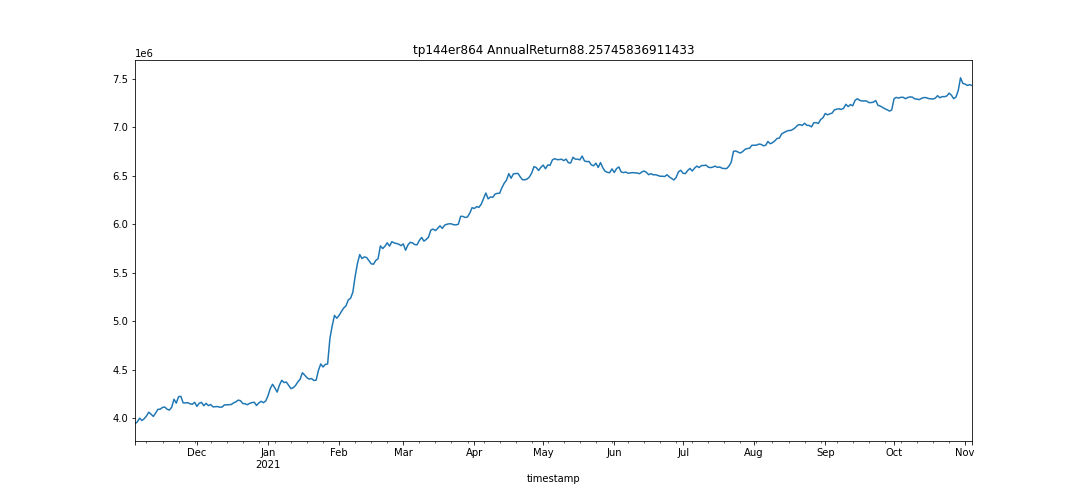 tp144er864 AnnualReturn88.25745836911433
1e6
7.5
7.0
6.5
6.0
5.5
5.0
4.5
4.0
Dec Jan Feb Mar Apr May Jun Jul Aug Sep Oct Nov
2021
timestamp